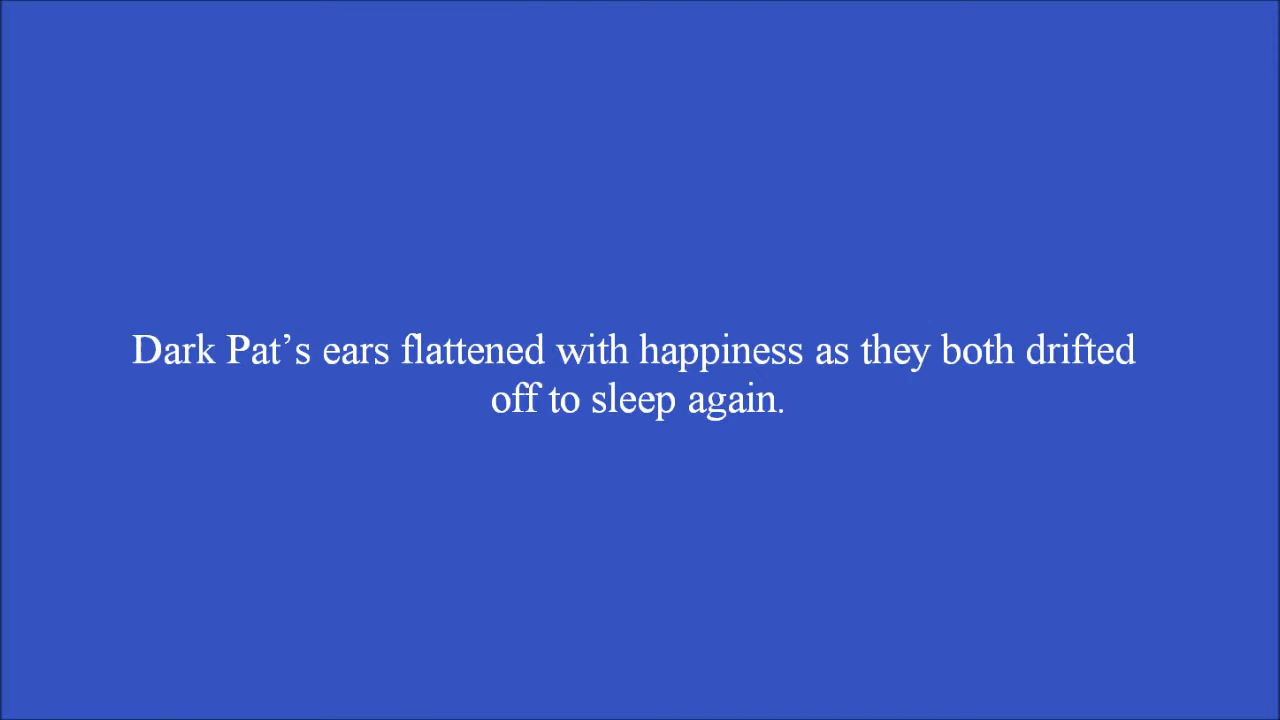 Dark Pat’s ears flattened with happiness as they both drifted
off to sleep again.